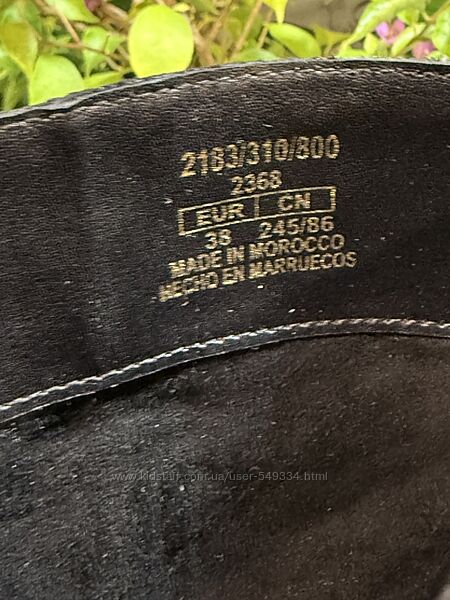 2163/310/800
2368
EUR CN
38 245/86
MADE IN MOROCCO
HECHO EN MARRUECOS
www.kidstaff.com.ua/user-549334.html